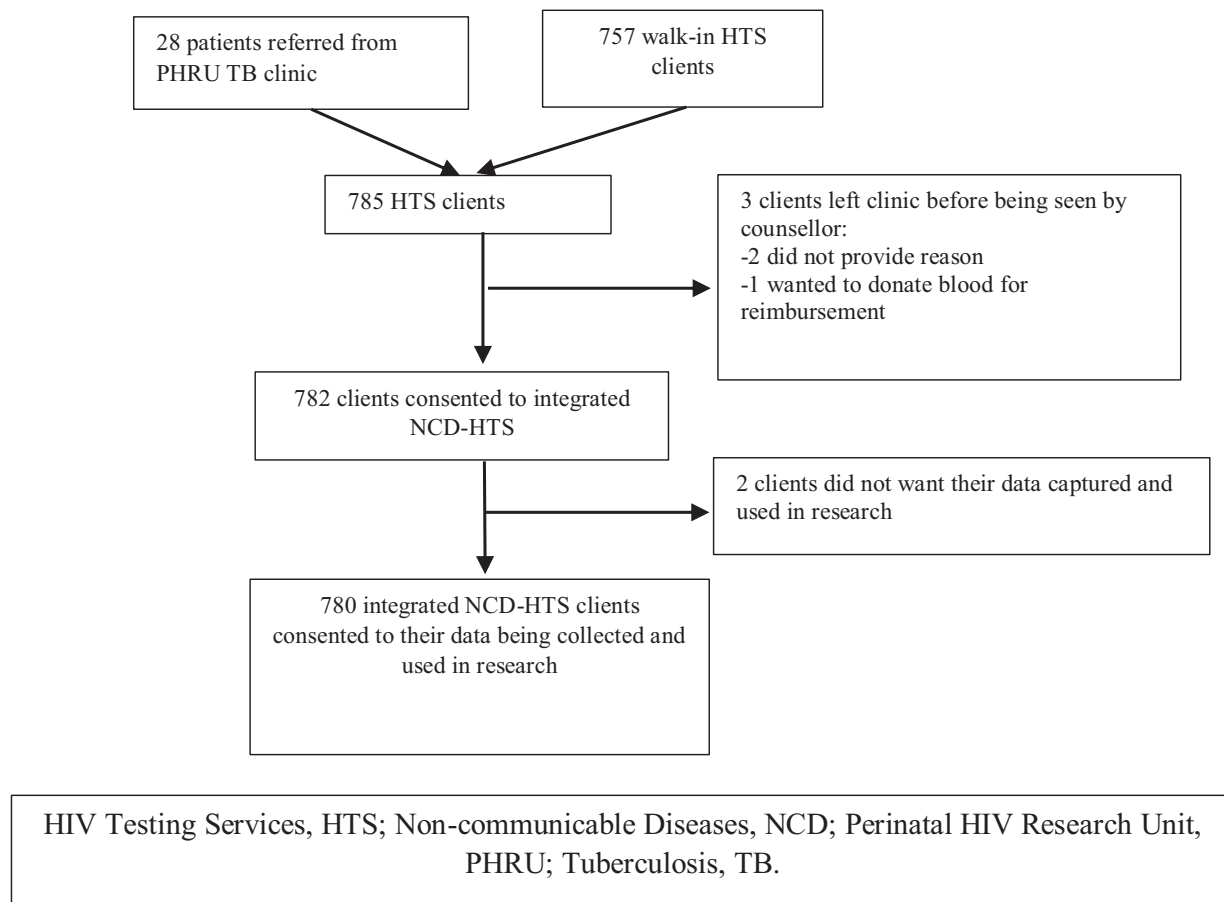 28 patients referred from
PHRU TB clinic
757 walk-in HTS
clients
785 HTS clients
3 clients left clinic before being seen by
counsellor:
-2 did not provide reason
-1 wanted to donate blood for
reimbursement
782 clients consented to integrated
NCD-HTS
2 clients did not want their data captured and
used in research
780 integrated NCD-HTS clients
consented to their data being collected and
used in research
HIV Testing Services, HTS; Non-communicable Diseases, NCD; Perinatal HIV Research Unit,
PHRU; Tuberculosis, TB.